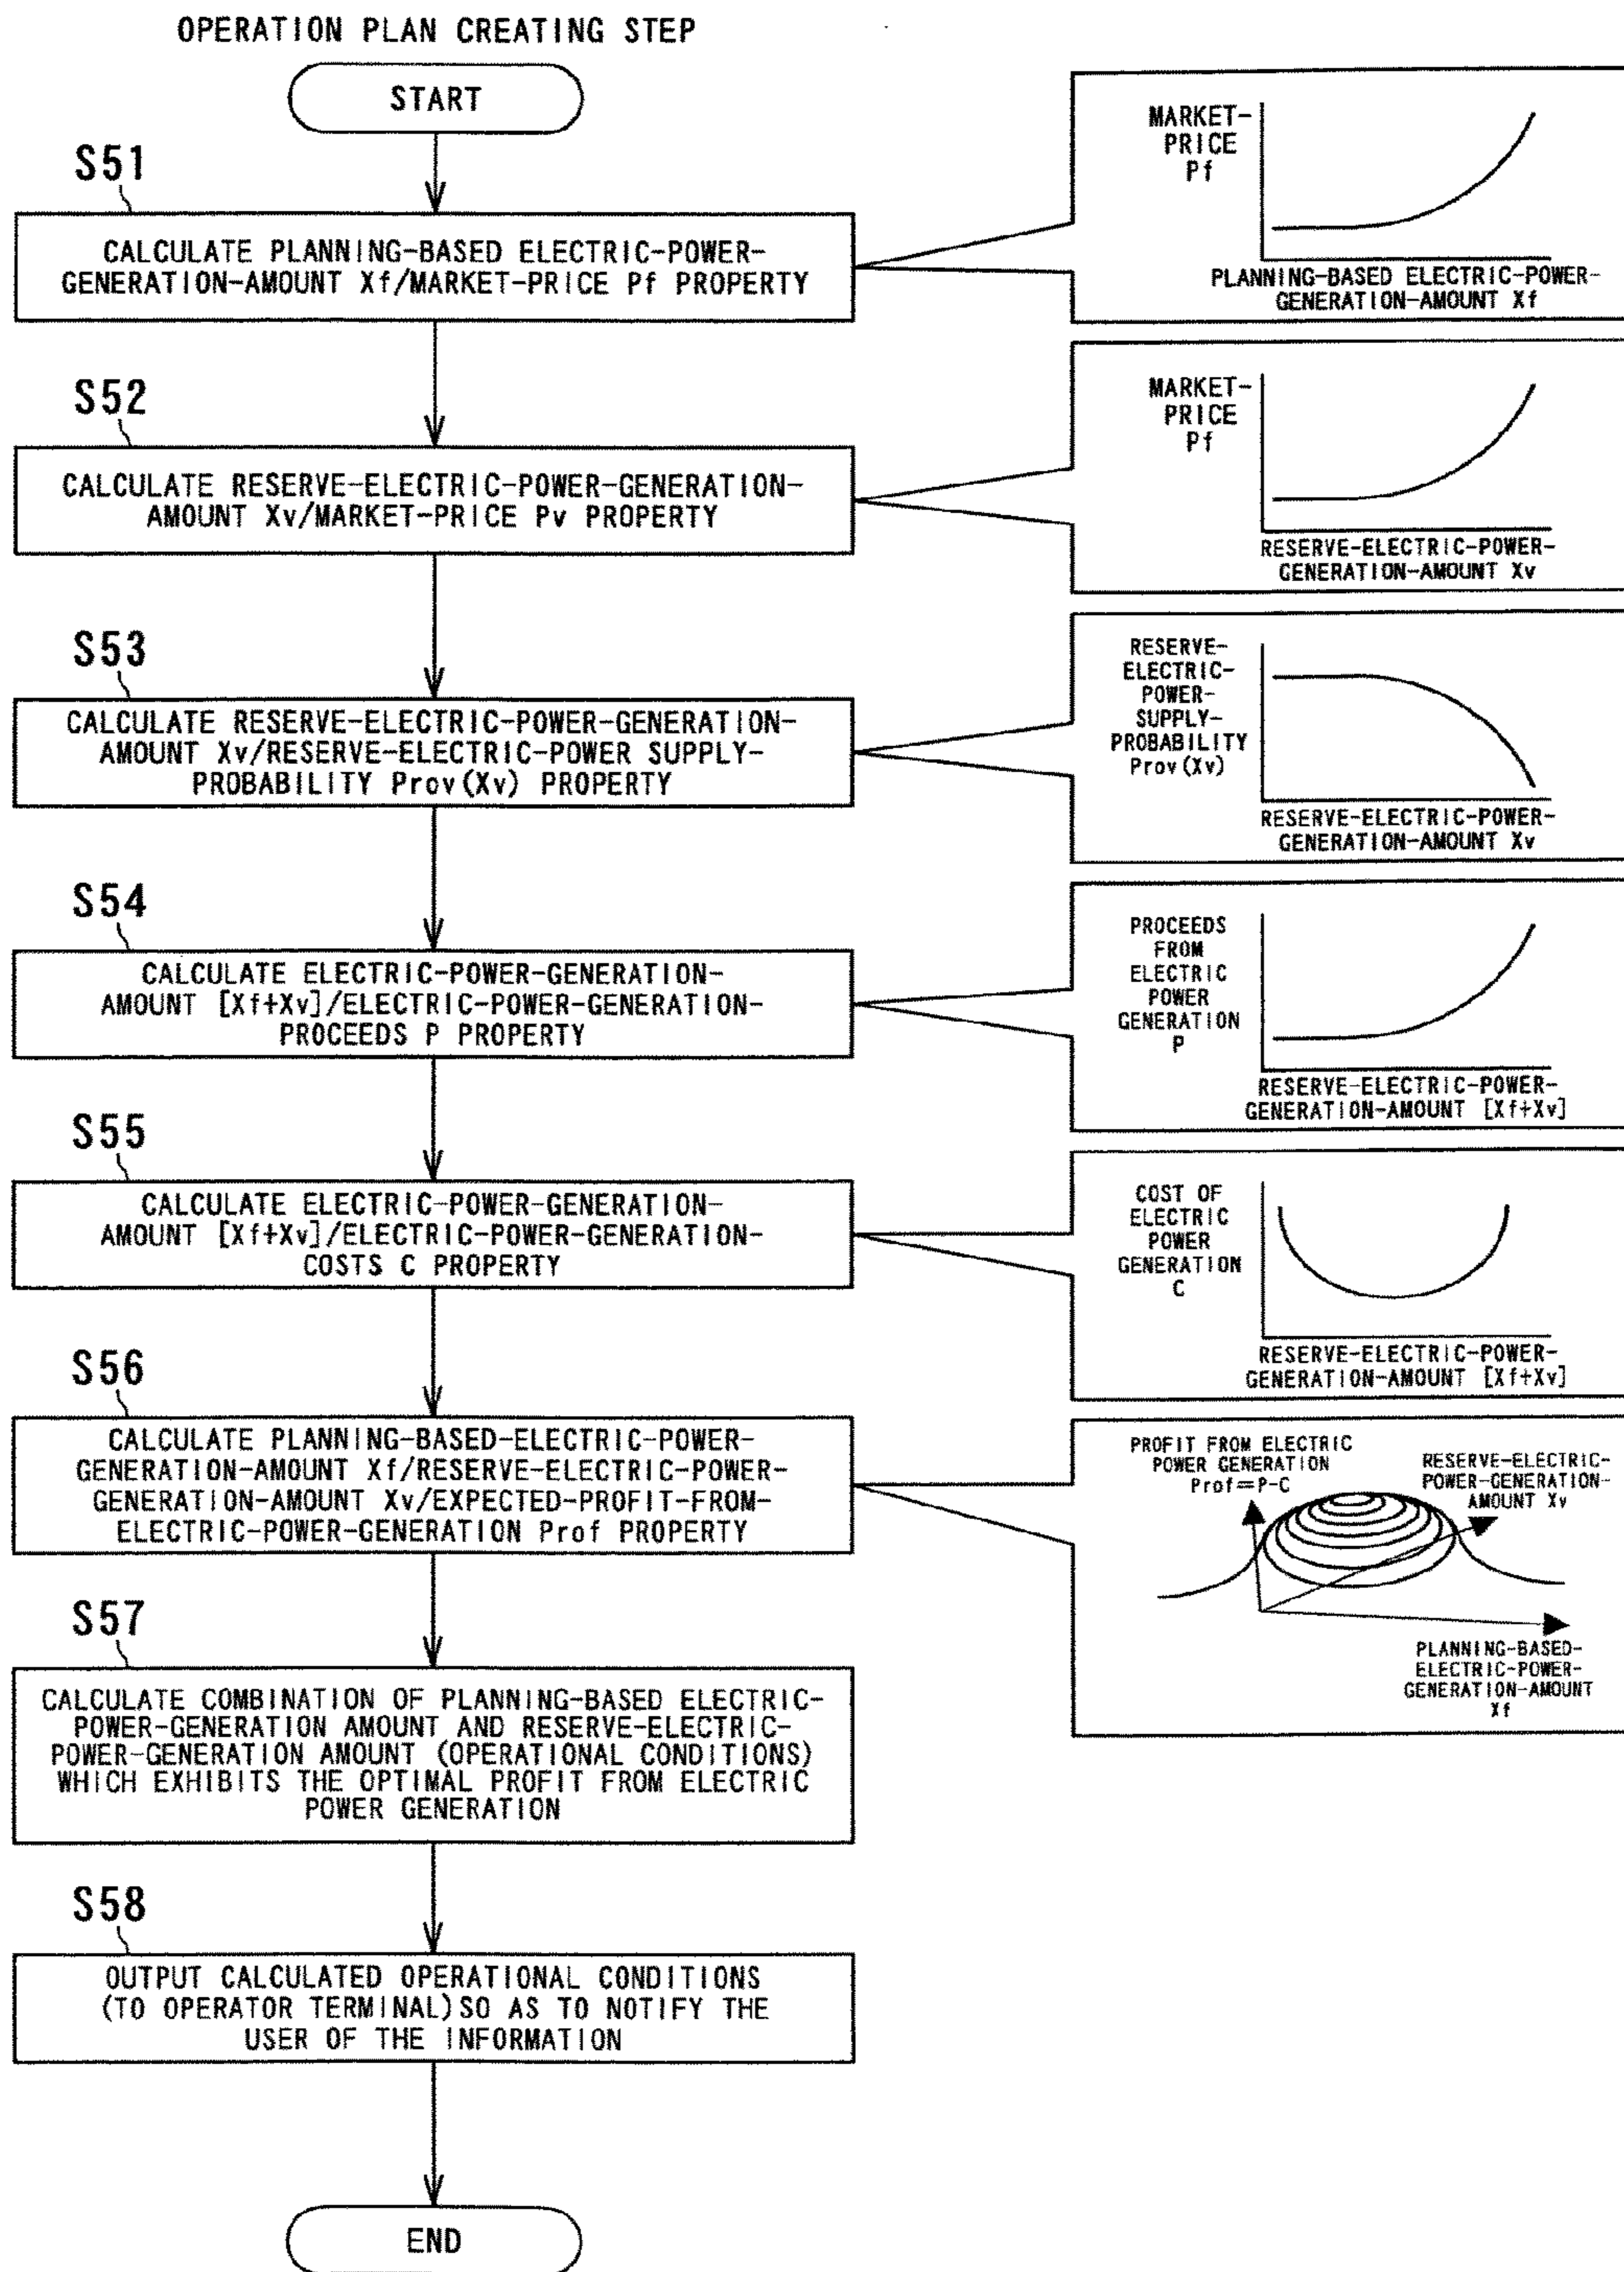 OPERATION PLAN CREATING STEP
START
S51
CALCULATE PLANNING-BASED ELECTRIC-POWER-
GENERATION-AMOUNT Xf/MARKET-PRICE Pf PROPERTY
MARKET-
PRICE
Pf
PLANNING-BASED ELECTRIC-POWER-
GENERATION-AMOUNT Xf
S52
CALCULATE RESERVE-ELECTRIC-POWER-GENERATION-
AMOUNT Xv/MARKET-PRICE Pv PROPERTY
MARKET-
PRICE
Pf
RESERVE-ELECTRIC-POWER-
GENERATION-AMOUNT Xv
S53
CALCULATE RESERVE-ELECTRIC-POWER-GENERATION-
AMOUNT Xv/RESERVE-ELECTRIC-POWER SUPPLY-
PROBABILITY Prov(Xv) PROPERTY
RESERVE-
ELECTRIC-
POWER-
SUPPLY-
PROBABILITY
Prov(Xv)
RESERVE-ELECTRIC-POWER-
GENERATION-AMOUNT Xv
S54
CALCULATE ELECTRIC-POWER-GENERATION-
AMOUNT [Xf+Xv]/ELECTRIC-POWER-GENERATION-
PROCEEDS P PROPERTY
PROCEEDS
FROM
ELECTRIC
POWER
GENERATION
P
RESERVE-ELECTRIC-POWER-
GENERATION-AMOUNT [Xf+Xv]
S55
CALCULATE ELECTRIC-POWER-GENERATION-
AMOUNT [Xf+Xv]/ELECTRIC-POWER-GENERATION-
COSTS C PROPERTY
COST OF
ELECTRIC
POWER
GENERATION
C
RESERVE-ELECTRIC-POWER-
GENERATION-AMOUNT [Xf+Xv]
S56
CALCULATE PLANNING-BASED-ELECTRIC-POWER-
GENERATION-AMOUNT Xf/RESERVE-ELECTRIC-POWER-
GENERATION-AMOUNT Xv/EXPECTED-PROFIT-FROM-
ELECTRIC-POWER-GENERATION Prof PROPERTY
PROFIT FROM ELECTRIC
POWER GENERATION
Prof=P-C
RESERVE-ELECTRIC-
POWER-GENERATION-
AMOUNT Xv
PLANNING-BASED-
ELECTRIC-POWER-
GENERATION-AMOUNT
Xf
S57
CALCULATE COMBINATION OF PLANNING-BASED ELECTRIC-
POWER-GENERATION AMOUNT AND RESERVE-ELECTRIC-
POWER-GENERATION AMOUNT (OPERATIONAL CONDITIONS)
WHICH EXHIBITS THE OPTIMAL PROFIT FROM ELECTRIC
POWER GENERATION
S58
OUTPUT CALCULATED OPERATIONAL CONDITIONS
(TO OPERATOR TERMINAL)SO AS TO NOTIFY THE
USER OF THE INFORMATION
END